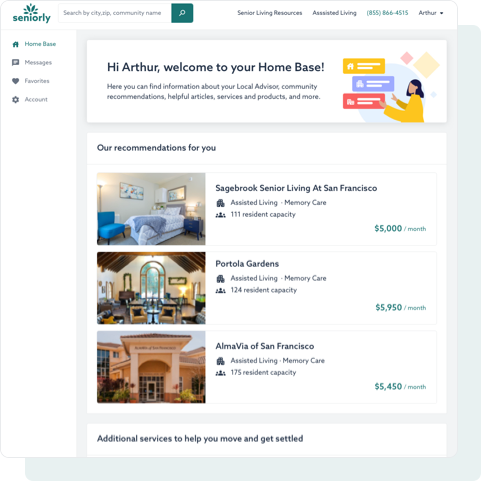 seniorly
Search by city,zip, community name
Senior Living Resources
Asssisted Living
(855) 866-4515
Arthur
Home Base
Messages
Favorites
Account
Hi Arthur, welcome to your Home Base!
Here you can find information about your Local Advisor, community
recommendations, helpful articles, services and products, and more.
Our recommendations for you
Sagebrook Senior Living At San Francisco
Assisted Living · Memory Care
111 resident capacity
$5,000 / month
Portola Gardens
Assisted Living · Memory Care
124 resident capacity
$5,950 / month
AlmaVia of San Francisco
Assisted Living · Memory Care
175 resident capacity
$5,450 / month
Additional services to help you move and get settled